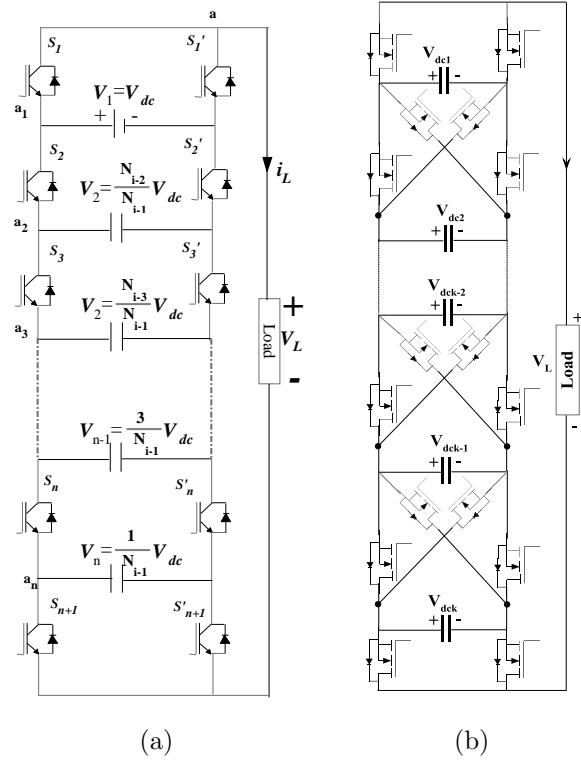 a
S1 S1'
a1 V1=Vdc
+ -
S2 S2'
V2= Ni-2/Ni-1 Vdc
a2
iL
S3 S3'
V2= Ni-3/Ni-1 Vdc
a3
+
Load VL
-
Vn-1= 3/Ni-1 Vdc
Sn S'n
Vn= 1/Ni-1 Vdc
an
Sn+1 S'n+1
(a)
Vdc1
+ -
Vdc2
+ -
Vdck-2
+ -
+
VL Load
-
Vdck-1
+ -
Vdck
+ -
(b)